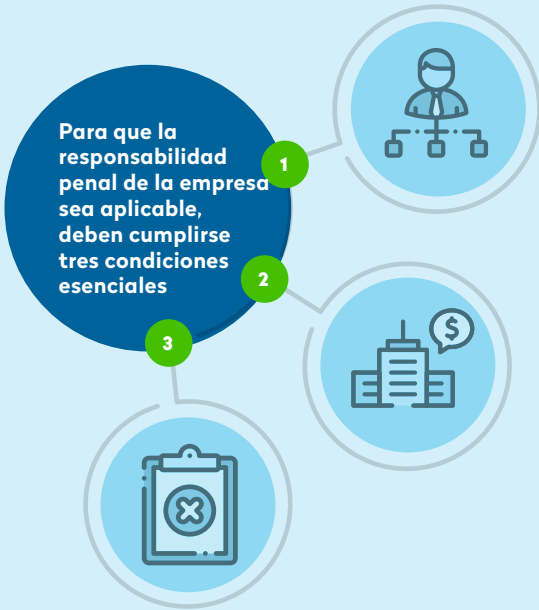 Para que la
responsabilidad
penal de la empresa
sea aplicable,
deben cumplirse
tres condiciones
esenciales
1
2
3
$